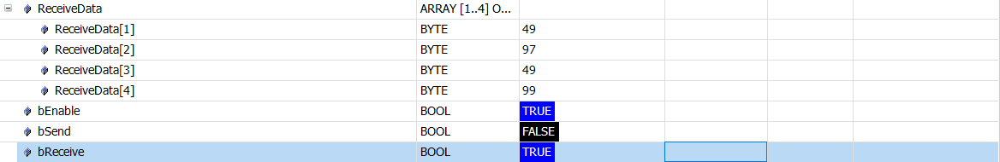 ReceiveData ARRAY [1..4] O...
ReceiveData[1] BYTE 49
ReceiveData[2] BYTE 97
ReceiveData[3] BYTE 49
ReceiveData[4] BYTE 99
bEnable BOOL TRUE
bSend BOOL FALSE
bReceive BOOL TRUE